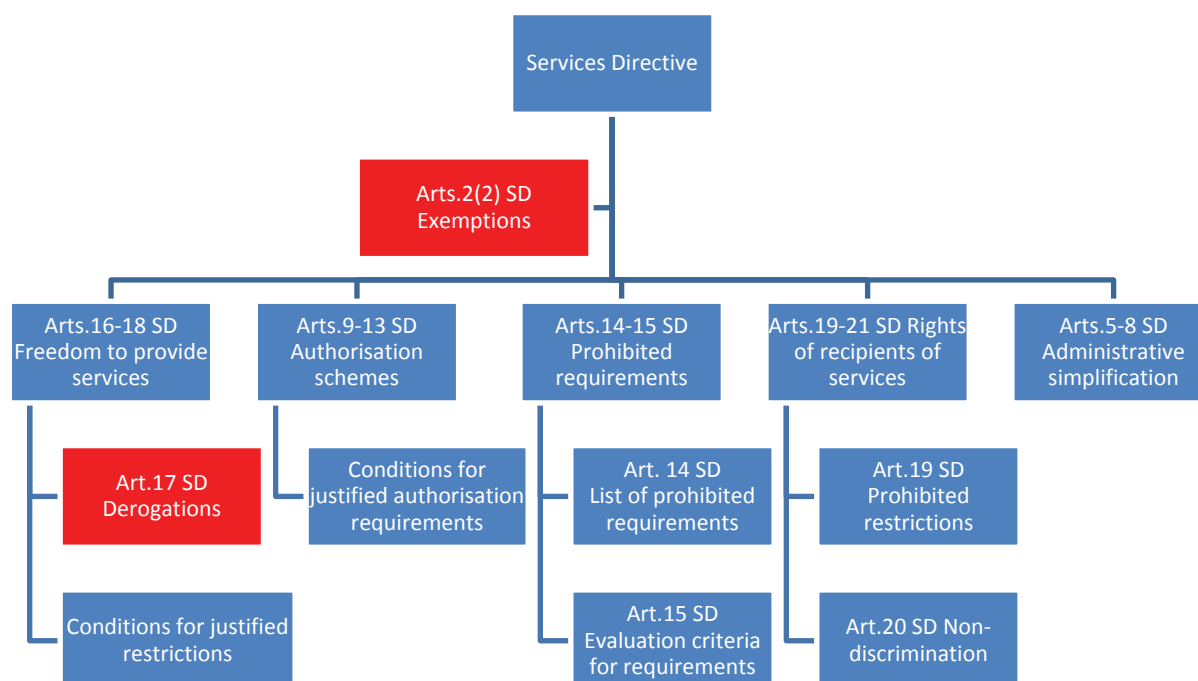 Services Directive
Arts.2(2) SD
Exemptions
Arts.16-18 SD
Freedom to provide
services
Arts.9-13 SD
Authorisation
schemes
Arts.14-15 SD
Prohibited
requirements
Arts.19-21 SD Rights
of recipients of
services
Arts.5-8 SD
Administrative
simplification
Art.17 SD
Derogations
Conditions for
justified authorisation
requirements
Art. 14 SD
List of prohibited
requirements
Art.19 SD
Prohibited
restrictions
Conditions for justified
restrictions
Art.15 SD
Evaluation criteria
for requirements
Art.20 SD Non-
discrimination